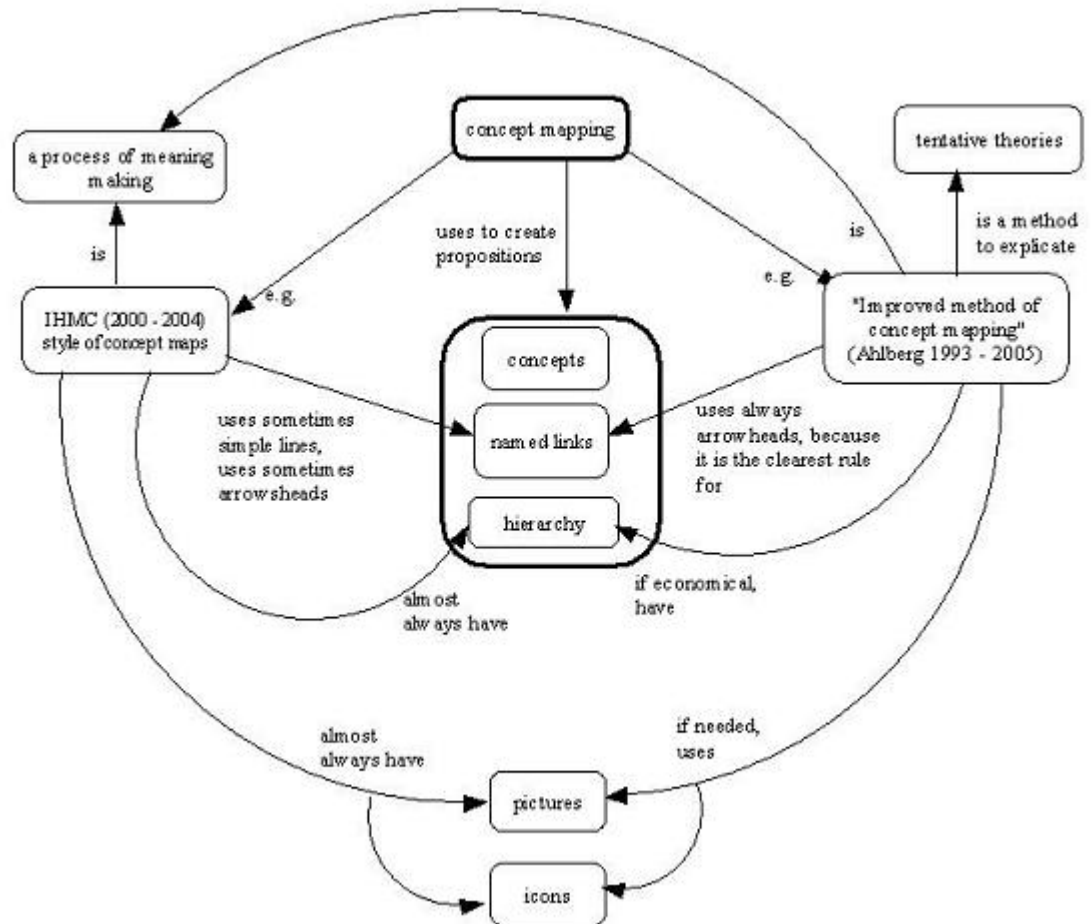 concept mapping
a process of meaning
making
tentative theories
is
uses to create
propositions
is
is a method
to explicate
e.g.
e.g.
IHMC (2000 - 2004)
style of concept maps
"Improved method of
concept mapping"
(Ahlberg 1993 - 2005)
concepts
named links
hierarchy
uses sometimes
simple lines,
uses sometimes
arrowsheads
uses always
arrowheads, because
it is the clearest rule
for
almost
always have
if economical,
have
almost
always have
if needed,
uses
pictures
icons